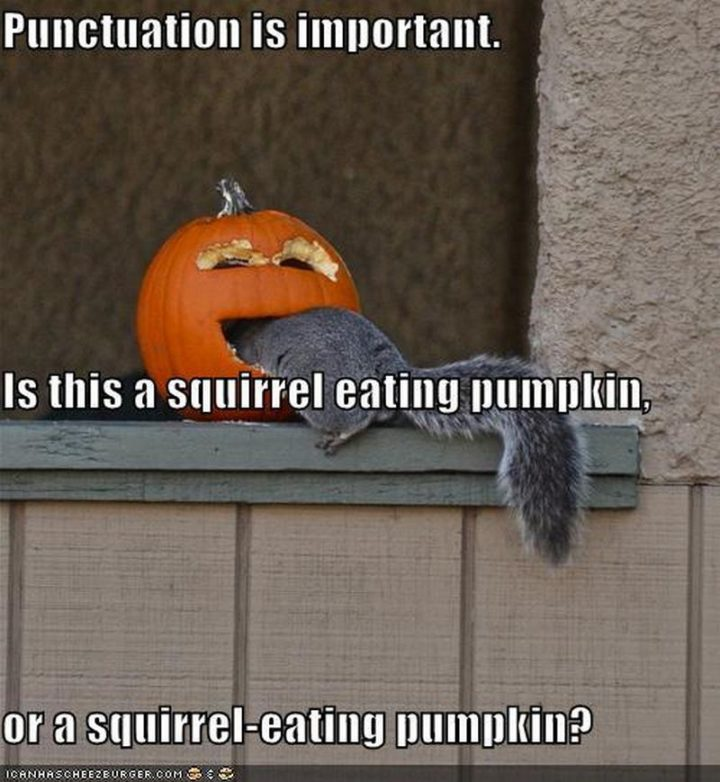 Punctuation is important.
Is this a squirrel eating pumpkin,
or a squirrel-eating pumpkin?
ICANHASCHEEZBURGER.COM